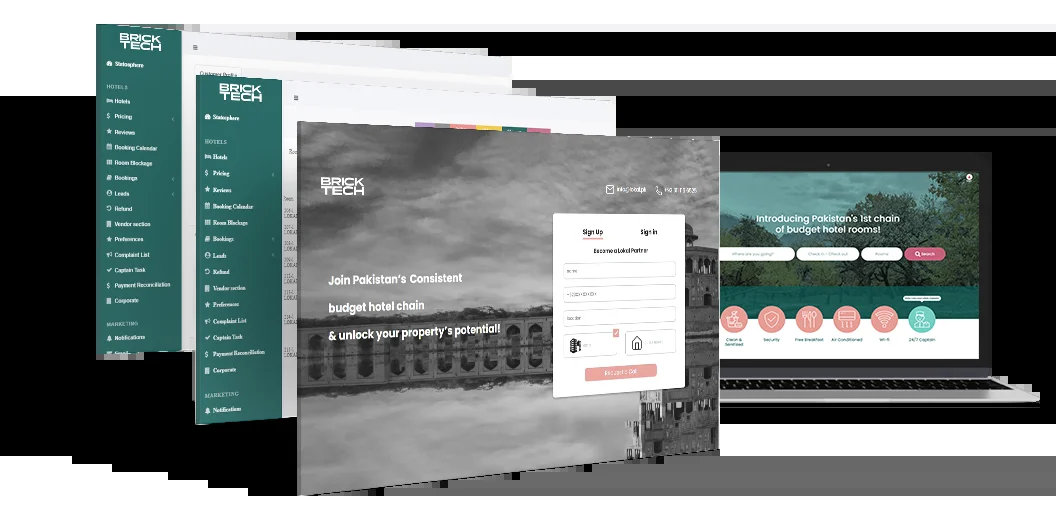 BRICK
TECH
Statosphere
HOTELS
Hotels
Pricing
Reviews
Booking Calendar
Room Blockage
Bookings
Leads
Refund
Vendor section
Preferences
Complaint List
Captain Task
Payment Reconciliation
Corporate
MARKETING
Notifications
Customer Profile
BRICK
TECH
Statosphere
HOTELS
Hotels
Pricing
Reviews
Booking Calendar
Room Blockage
Bookings
Leads
Refund
Vendor section
Preferences
Complaint List
Captain Task
Payment Reconciliation
Corporate
MARKETING
Notifications
BRICK
TECH
Join Pakistan's Consistent
budget hotel chain
& unlock your property's potential!
Sign Up
Sign in
Become a Lokal Partner
Request a Call
Introducing Pakistan's 1st chain
of budget hotel rooms!
Where are you going?
Check in - Check out
Rooms
Search
Clean &
Sanitized
Security
Free Breakfast
Air Conditioned
Wi-fi
24/7 Captain